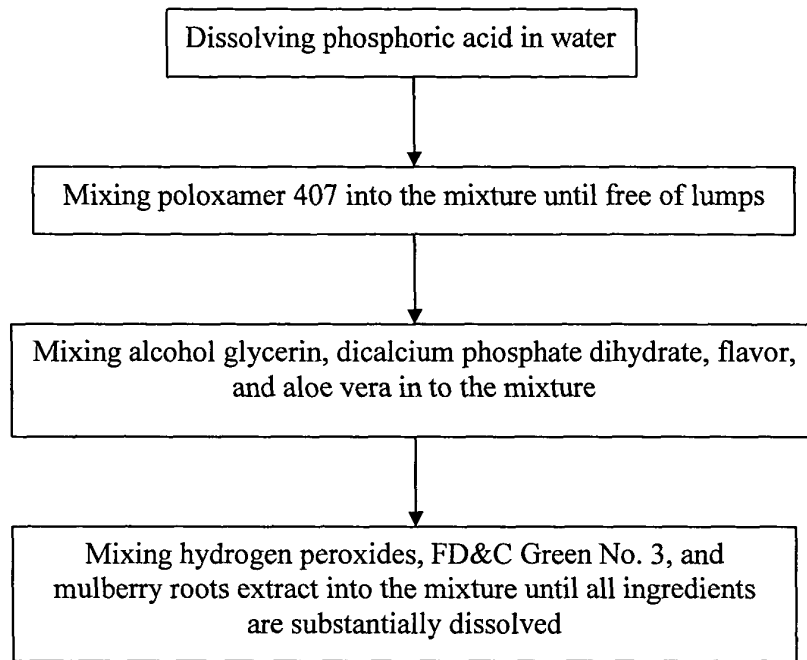 Dissolving phosphoric acid in water
Mixing poloxamer 407 into the mixture until free of lumps
Mixing alcohol glycerin, dicalcium phosphate dihydrate, flavor,
and aloe vera in to the mixture
Mixing hydrogen peroxides, FD&C Green No. 3, and
mulberry roots extract into the mixture until all ingredients
are substantially dissolved